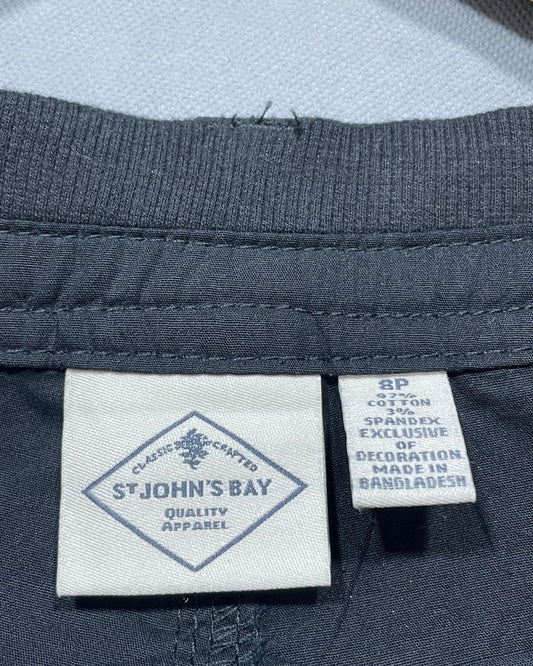 CLASSIC CRAFTED
ST JOHN'S BAY
QUALITY
APPAREL
8P
97%
COTTON
3%
SPANDEX
EXCLUSIVE
OF
DECORATION
MADE IN
BANGLADESH